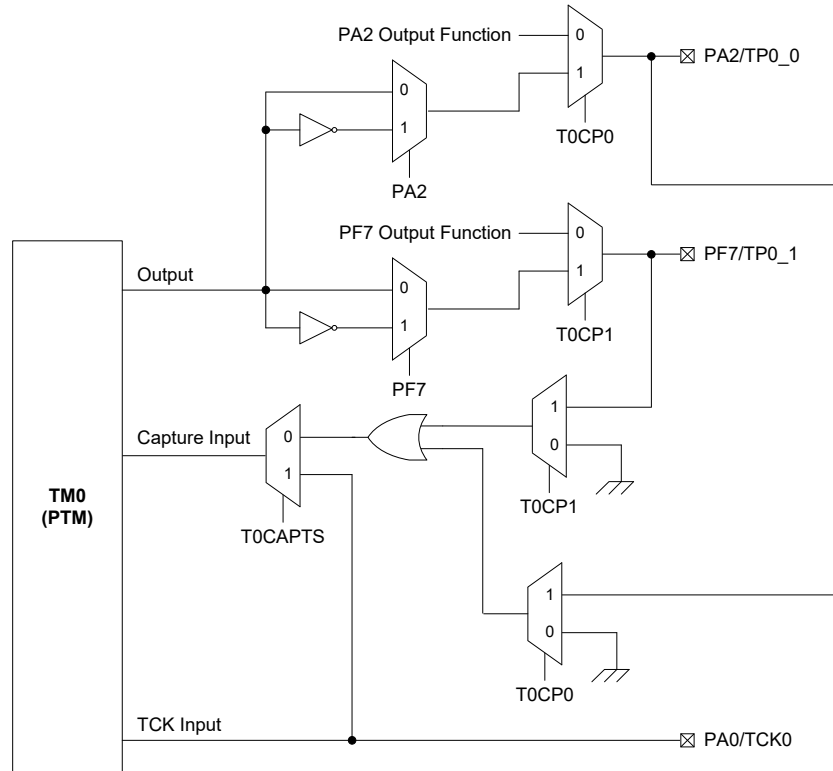 PA2 Output Function
0
1
T0CP0
PA2/TP0_0
0
1
PA2
PF7 Output Function
0
1
T0CP1
PF7/TP0_1
Output
0
1
PF7
Capture Input
0
1
T0CAPTS
1
0
T0CP1
TM0
(PTM)
1
0
T0CP0
TCK Input
PA0/TCK0